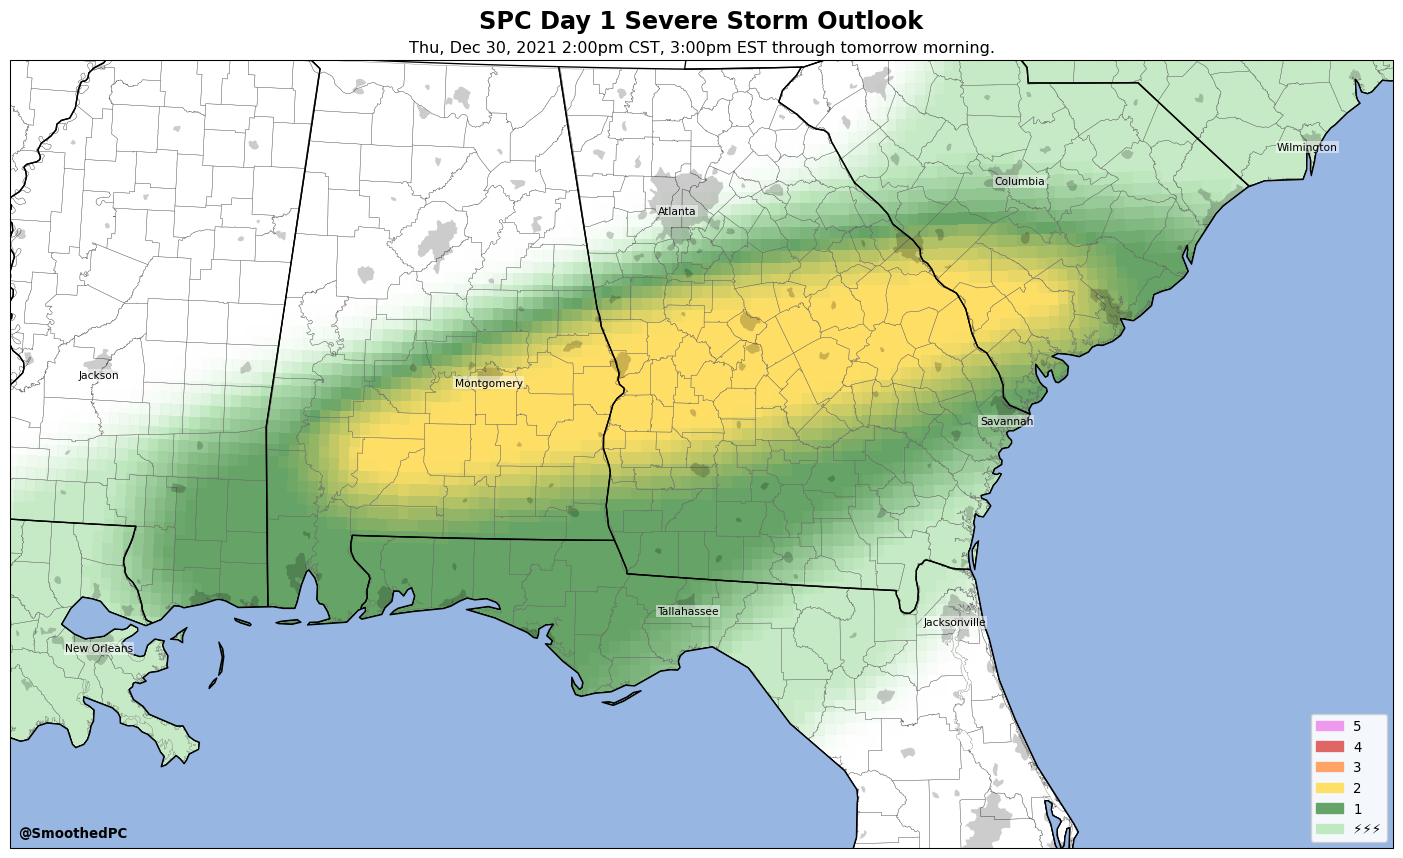 SPC Day 1 Severe Storm Outlook
Thu, Dec 30, 2021 2:00pm CST, 3:00pm EST through tomorrow morning.
Wilmington
Columbia
Atlanta
Jackson
Montgomery
Savannah
Tallahassee
Jacksonville
New Orleans
5
4
3
2
1
⚡⚡⚡
@SmoothedPC